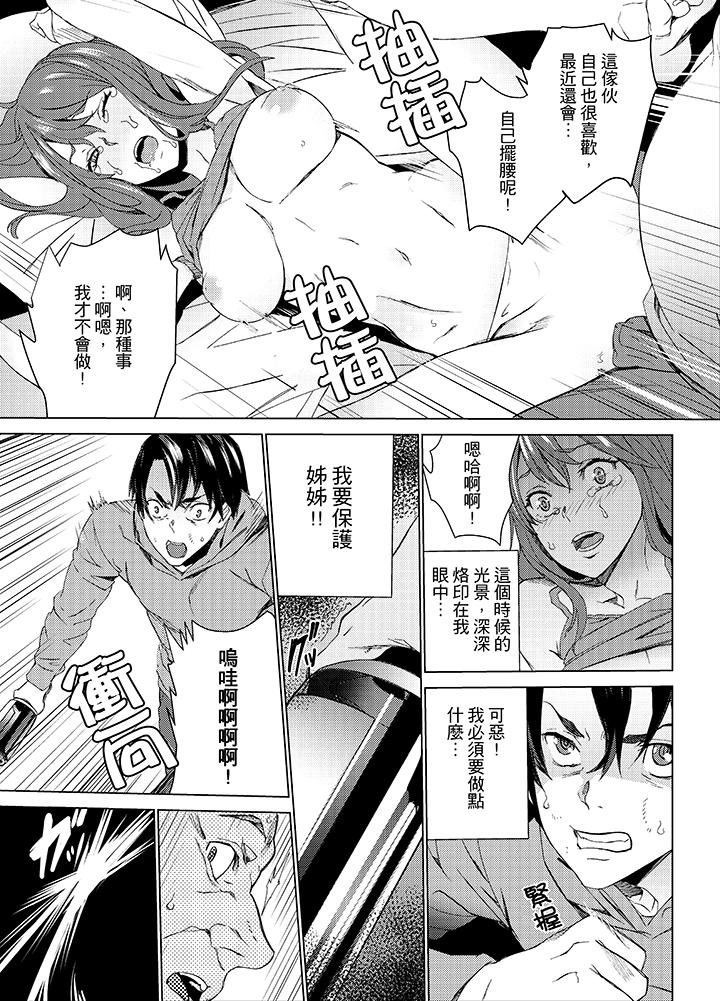 這傢伙
自己也很喜歡，
最近還會…
自己擺腰呢！
抽插
抽插
啊、那種事
…啊嗯，
我才不會做！
嗯哈啊啊！
這個時候的
光景，深深
烙印在我
眼中…
可惡！
我必須要做點
什麼…
緊握
我要保護
姊姊!!
嗚哇啊啊啊啊！
衝向
ガッ